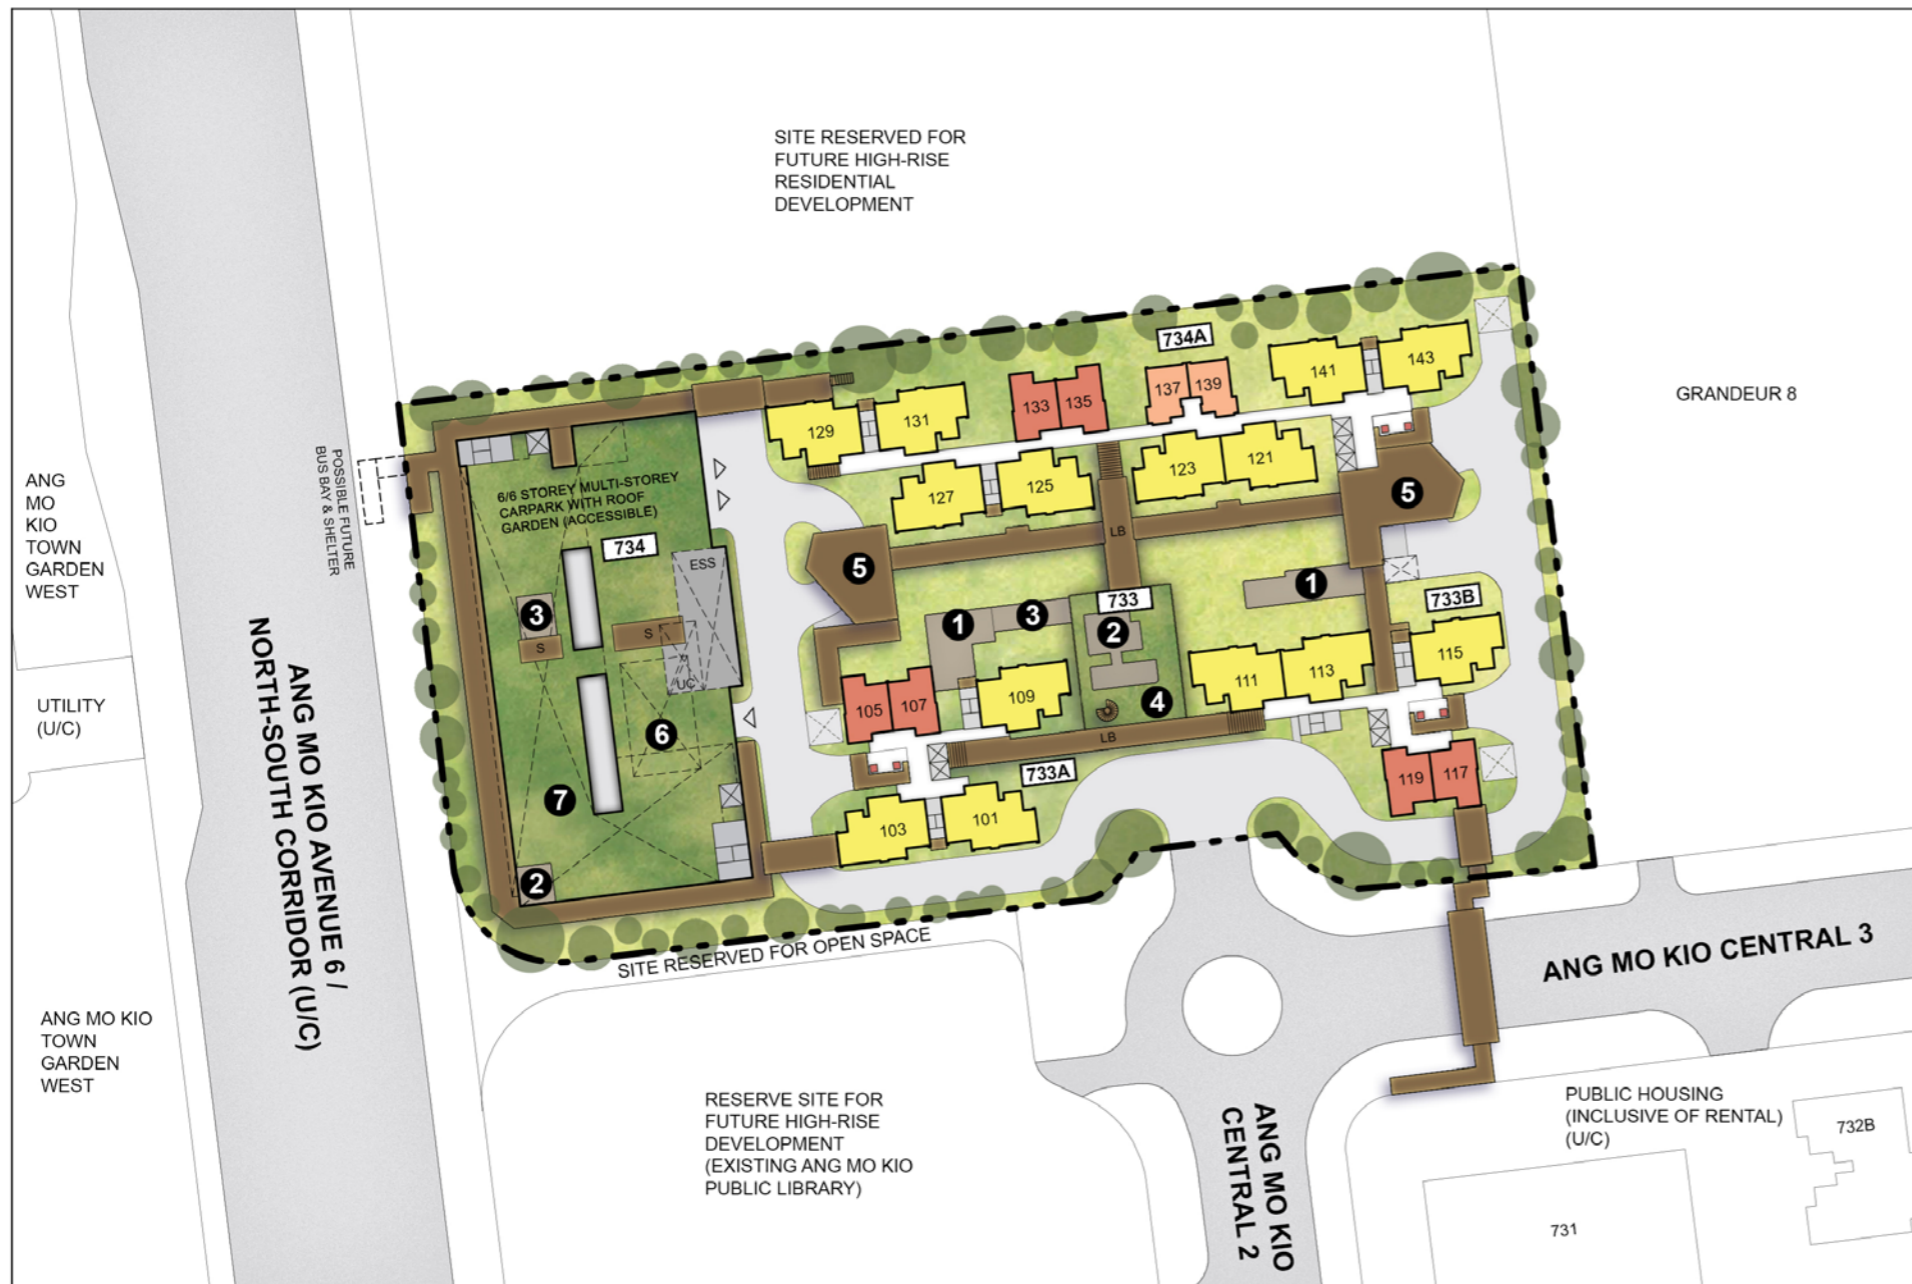 SITE RESERVED FOR
FUTURE HIGH-RISE
RESIDENTIAL
DEVELOPMENT
GRANDEUR 8
ANG
MO
KIO
TOWN
GARDEN
WEST
UTILITY
(U/C)
ANG MO KIO
TOWN
GARDEN
WEST
ANG MO KIO AVENUE 6 /
NORTH-SOUTH CORRIDOR (U/C)
POSSIBLE FUTURE
BUS BAY & SHELTER
6/6 STOREY MULTI-STOREY
CARPARK WITH ROOF
GARDEN (ACCESSIBLE)
734
ESS
3
S
S
UC
6
7
2
734A
129
131
133
135
137
139
141
143
127
125
123
121
5
LB
5
1
3
733
2
4
1
733B
105
107
109
111
113
115
LB
733A
103
101
119
117
SITE RESERVED FOR OPEN SPACE
ANG MO KIO CENTRAL 3
ANG MO KIO
CENTRAL 2
RESERVE SITE FOR
FUTURE HIGH-RISE
DEVELOPMENT
(EXISTING ANG MO KIO
PUBLIC LIBRARY)
PUBLIC HOUSING
(INCLUSIVE OF RENTAL)
(U/C)
732B
731